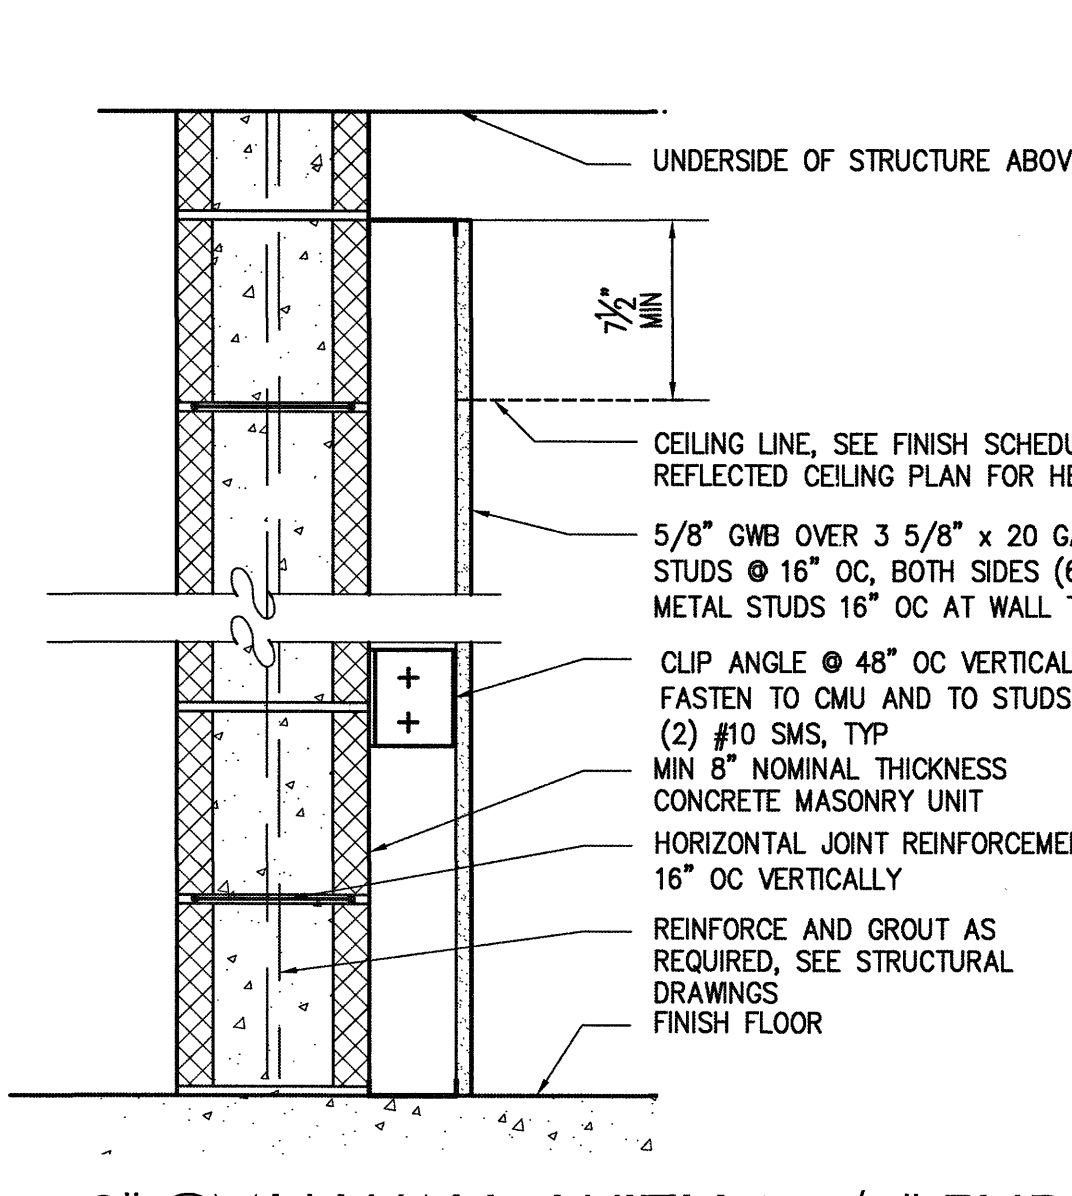 UNDERSIDE OF STRUCTURE ABOV
7½"
MIN
CEILING LINE, SEE FINISH SCHEDU
REFLECTED CEILING PLAN FOR HE
5/8" GWB OVER 3 5/8" x 20 GA
STUDS @ 16" OC, BOTH SIDES (6
METAL STUDS 16" OC AT WALL T
CLIP ANGLE @ 48" OC VERTICAL
FASTEN TO CMU AND TO STUDS
(2) #10 SMS, TYP
MIN 8" NOMINAL THICKNESS
CONCRETE MASONRY UNIT
HORIZONTAL JOINT REINFORCEME
16" OC VERTICALLY
REINFORCE AND GROUT AS
REQUIRED, SEE STRUCTURAL
DRAWINGS
FINISH FLOOR